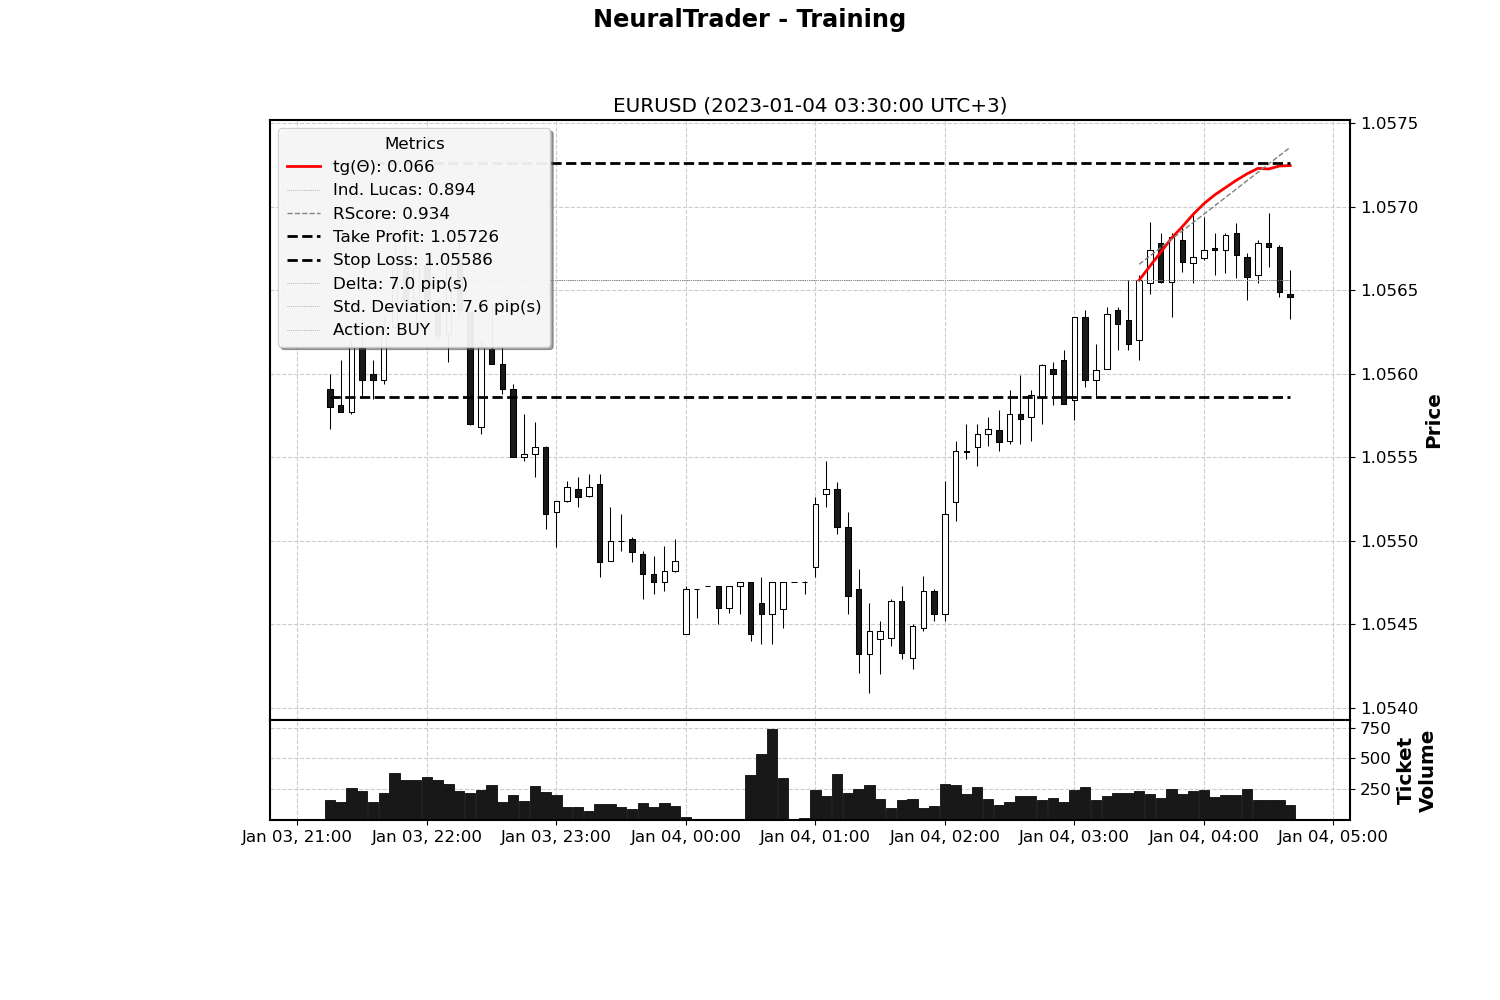 NeuralTrader - Training
EURUSD (2023-01-04 03:30:00 UTC+3)
Metrics
tg(Θ): 0.066
Ind. Lucas: 0.894
RScore: 0.934
Take Profit: 1.05726
Stop Loss: 1.05586
Delta: 7.0 pip(s)
Std. Deviation: 7.6 pip(s)
Action: BUY
1.0575
1.0570
1.0565
1.0560
1.0555
1.0550
1.0545
1.0540
Price
750
500
250
Ticket
Volume
Jan 03, 21:00
Jan 03, 22:00
Jan 03, 23:00
Jan 04, 00:00
Jan 04, 01:00
Jan 04, 02:00
Jan 04, 03:00
Jan 04, 04:00
Jan 04, 05:00